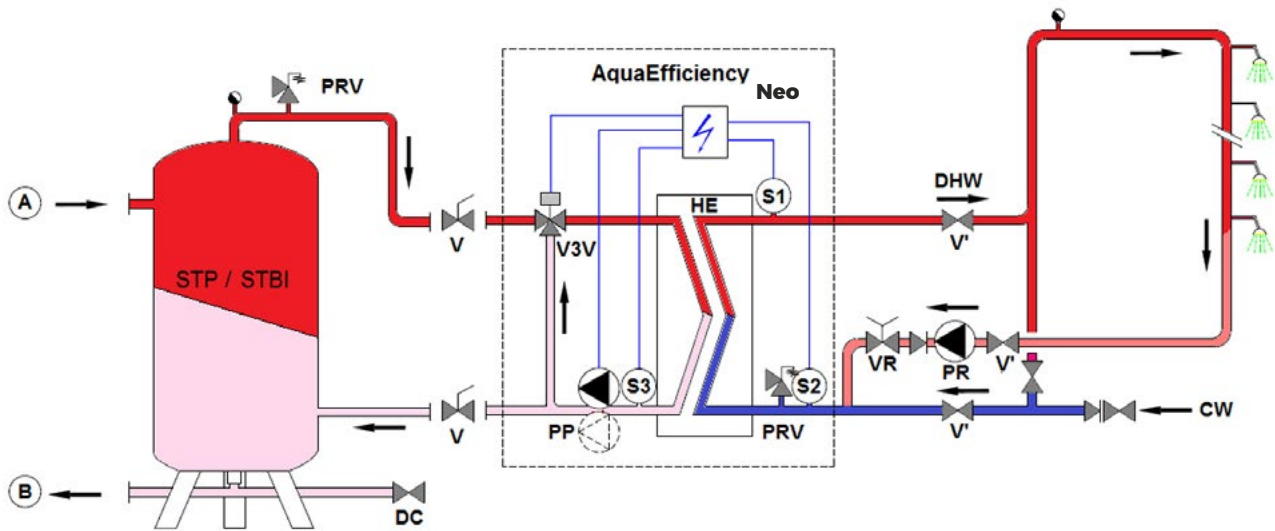 AquaEfficiency
Neo
PRV
A
S1
DHW
HE
V
V3V
V'
STP / STBI
VR
PR
V'
S3
S2
V
PP
PRV
V'
CW
B
DC